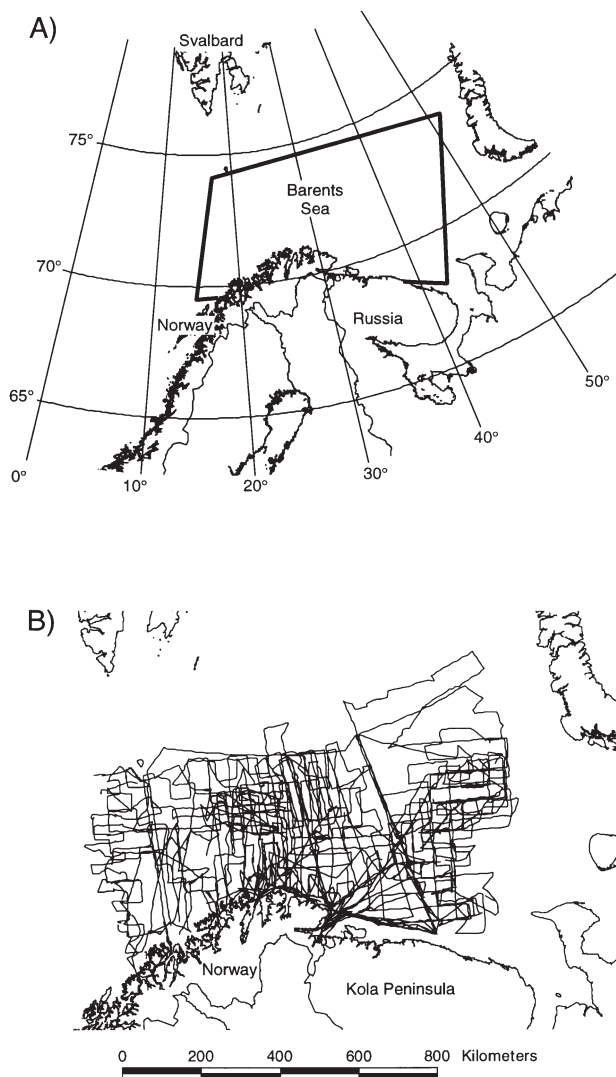 A)
Svalbard
75°
Barents
Sea
70°
Norway
Russia
65°
50°
40°
0°
10°
20°
30°
B)
Norway
Kola Peninsula
0 200 400 600 800 Kilometers